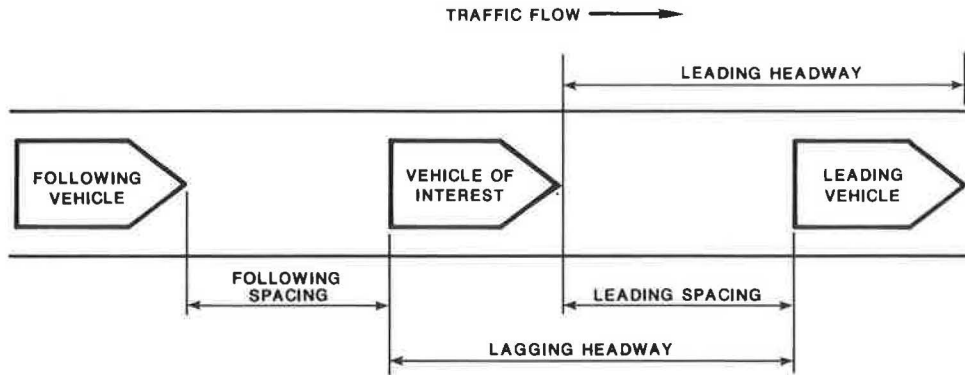 TRAFFIC FLOW
LEADING HEADWAY
FOLLOWING
VEHICLE
VEHICLE OF
INTEREST
LEADING
VEHICLE
FOLLOWING
SPACING
LEADING SPACING
LAGGING HEADWAY